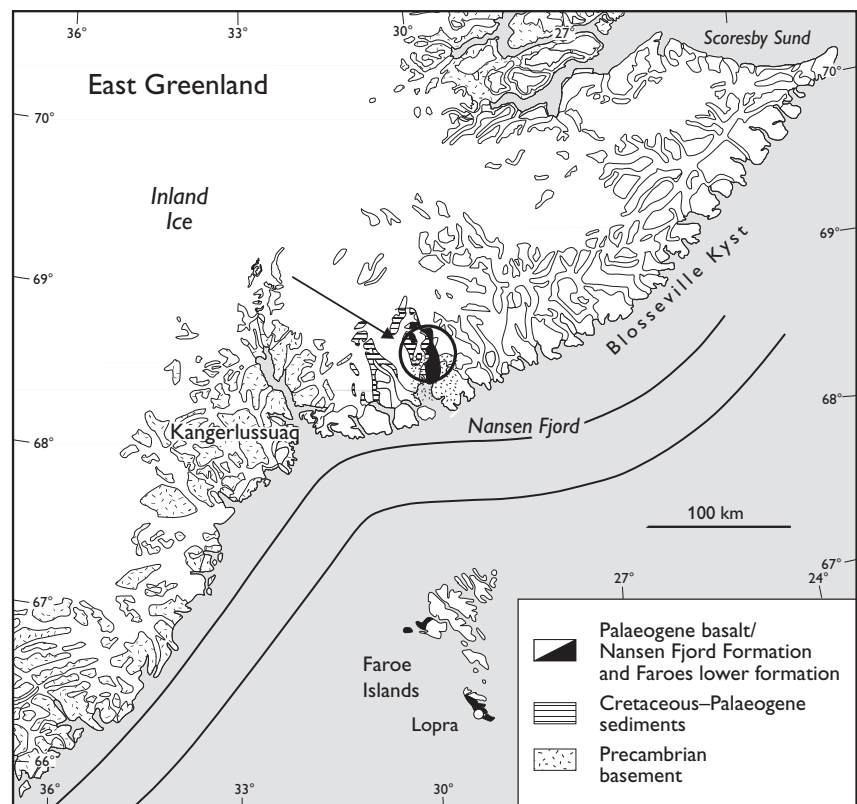 36°
33°
30°
27°
Scoresby Sund
70°
East Greenland
70°
Inland
Ice
69°
69°
Blosseville Kyst
68°
Nansen Fjord
Kangerlussuaq
68°
100 km
67°
27°
24°
67°
Faroe
Islands
Lopra
Palaeogene basalt/
Nansen Fjord Formation
and Faroes lower formation
Cretaceous–Palaeogene
sediments
Precambrian
basement
66°
36°
33°
30°